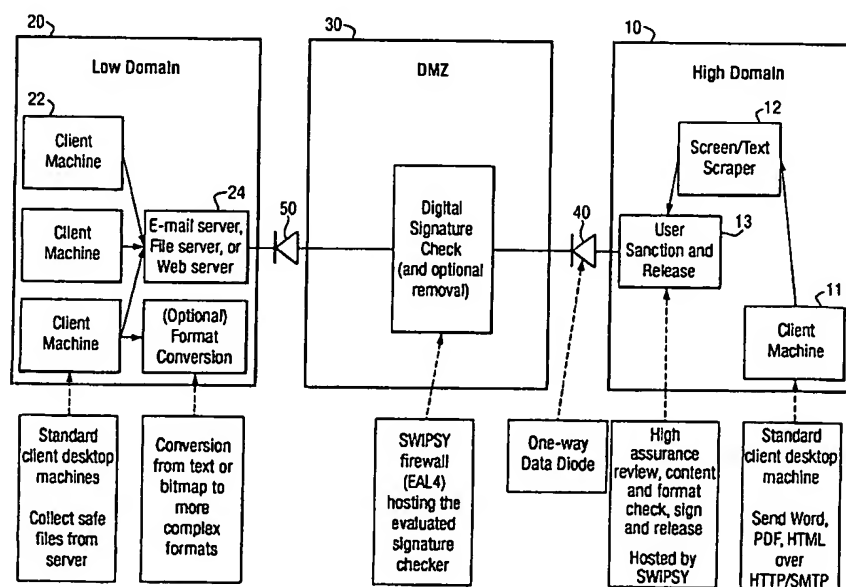 20
Low Domain
22
Client
Machine
Client
Machine
Client
Machine
24
E-mail server,
File server, or
Web server
(Optional)
Format
Conversion
50
30
DMZ
Digital
Signature
Check
(and optional
removal)
40
10
High Domain
12
Screen/Text
Scraper
User
Sanction and
Release
13
11
Client
Machine
Standard
client desktop
machines
Collect safe
files from
server
Conversion
from text or
bitmap to
more
complex
formats
SWIPSY
firewall
(EAL4)
hosting the
evaluated
signature
checker
One-way
Data Diode
High
assurance
review, content
and format
check, sign
and release
Hosted by
SWIPSY
Standard
client desktop
machine
Send Word,
PDF, HTML
over
HTTP/SMTP